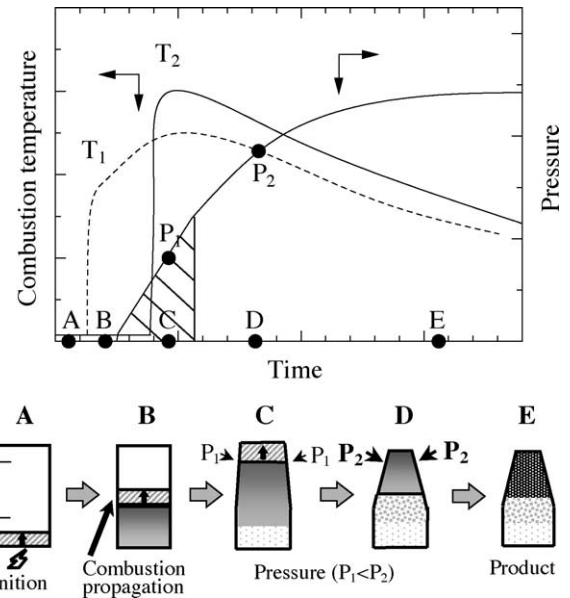 T₂
T₁
P₂
P₁
A B C D E
Combustion temperature
Pressure
Time
A B C D E
P₁ P₁ P₂ P₂
nition
Combustion
propagation
Pressure (P₁<P₂)
Product